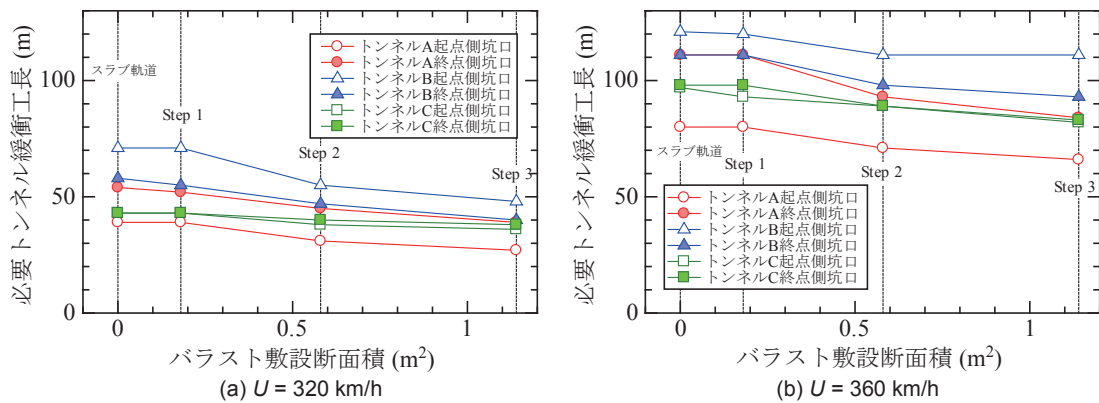 必要トンネル緩衝工長 (m)
100
50
0
スラブ軌道
Step 1
Step 2
Step 3
トンネルA起点側坑口
トンネルA終点側坑口
トンネルB起点側坑口
トンネルB終点側坑口
トンネルC起点側坑口
トンネルC終点側坑口
0
0.5
1
バラスト敷設断面積 (m²)
(a) U = 320 km/h
必要トンネル緩衝工長 (m)
100
50
0
スラブ軌道
Step 1
Step 2
Step 3
トンネルA起点側坑口
トンネルA終点側坑口
トンネルB起点側坑口
トンネルB終点側坑口
トンネルC起点側坑口
トンネルC終点側坑口
0
0.5
1
バラスト敷設断面積 (m²)
(b) U = 360 km/h